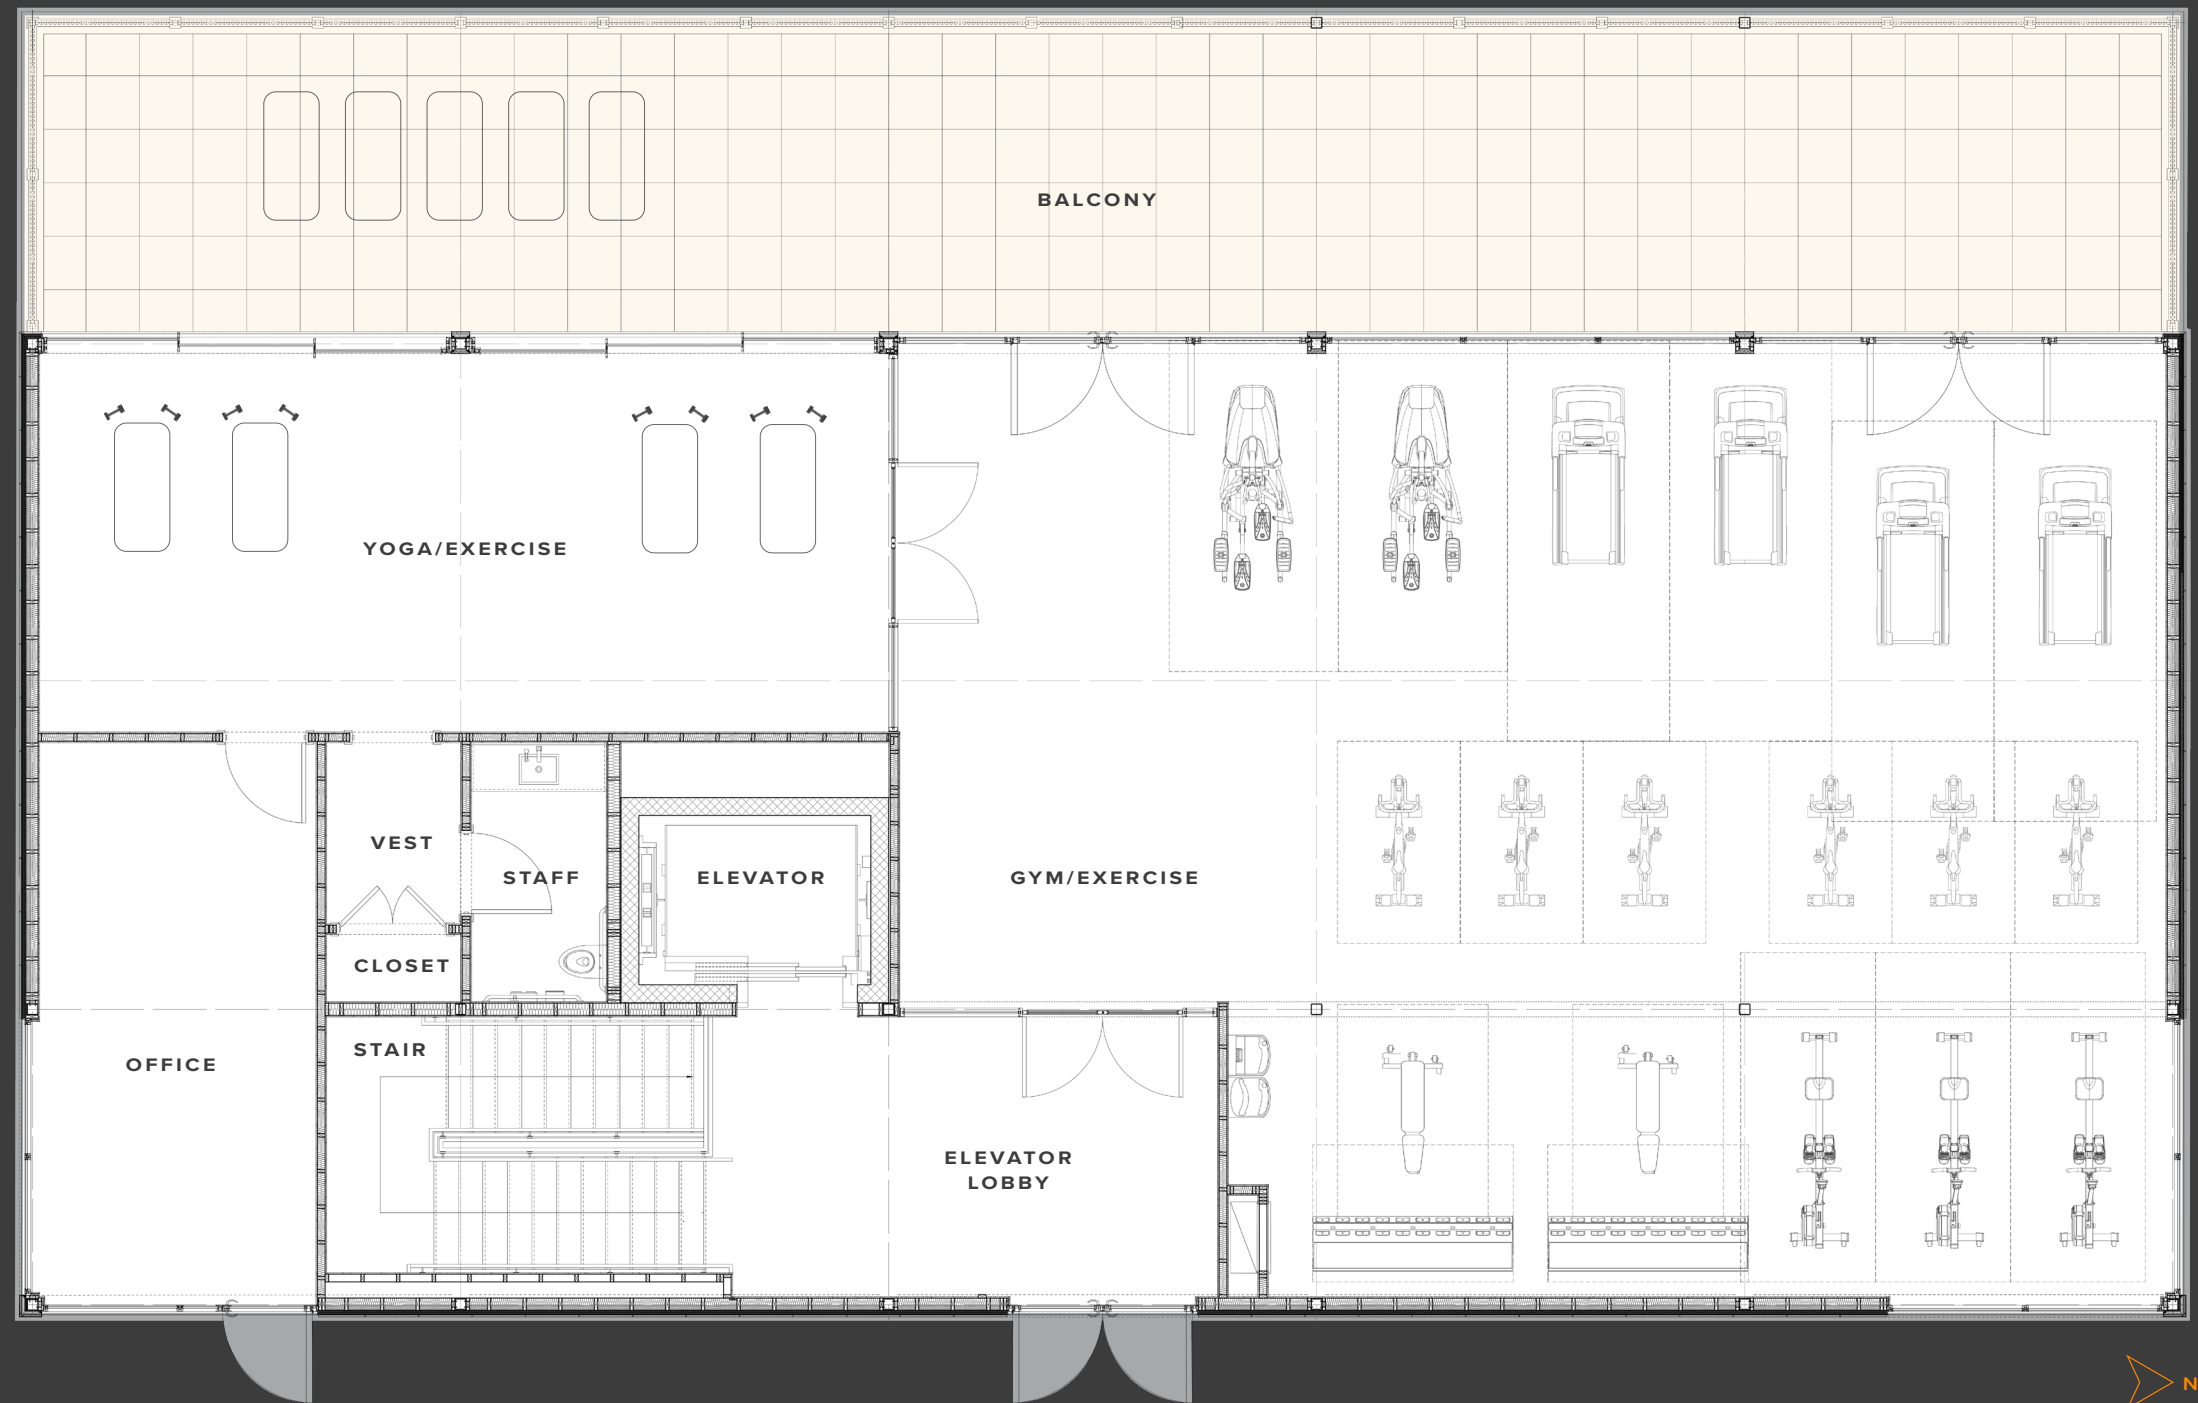 BALCONY
YOGA/EXERCISE
VEST
STAFF
ELEVATOR
GYM/EXERCISE
CLOSET
STAIR
OFFICE
ELEVATOR
LOBBY
N